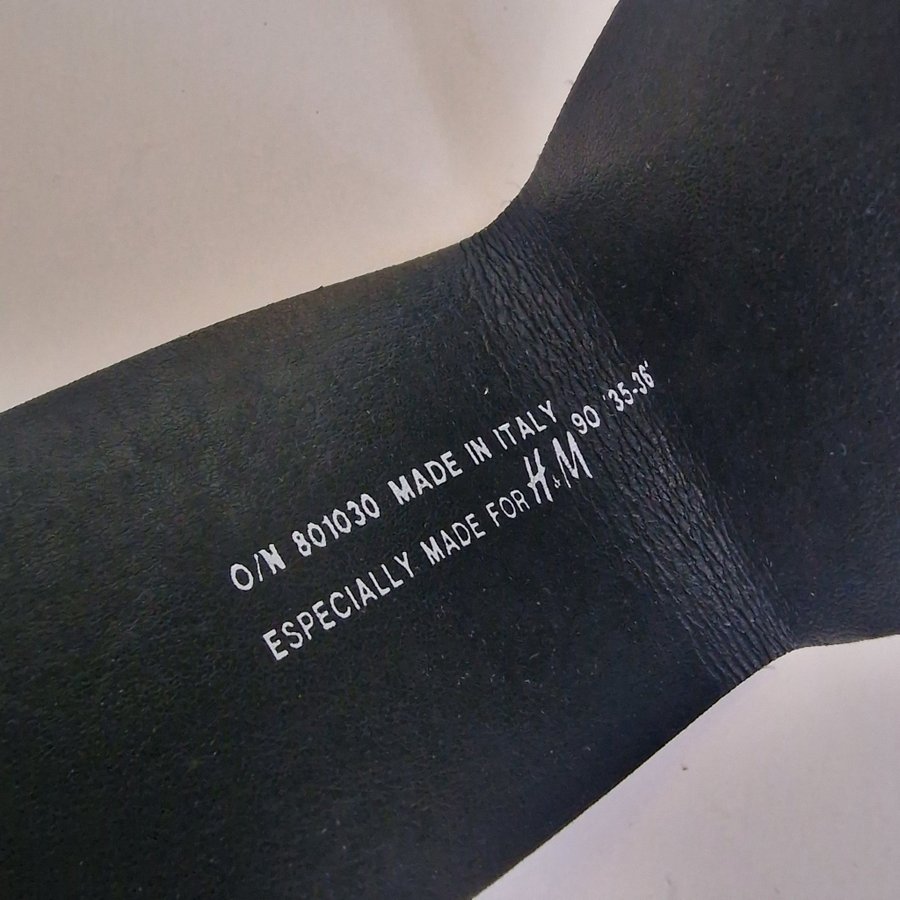 O/N 801030 MADE IN ITALY 90 '35-36'
ESPECIALLY MADE FOR H&M